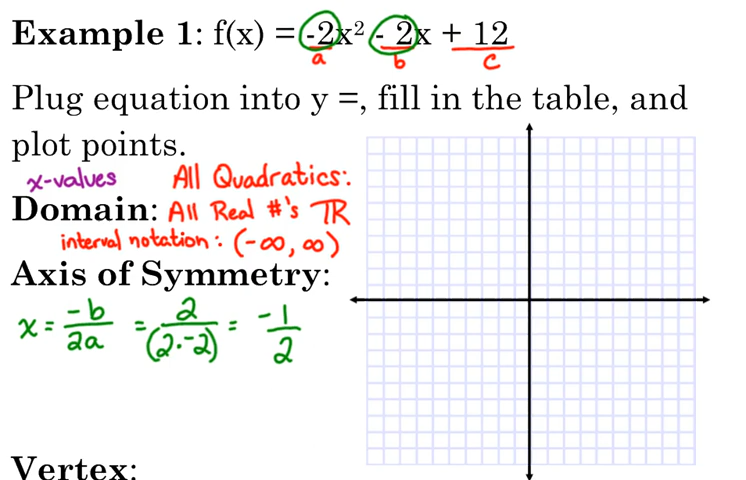 Example 1: f(x) = -2x² - 2x + 12
a b c
Plug equation into y =, fill in the table, and
plot points.
x-values All Quadratics:
Domain: All Real #'s ℝ
interval notation: (-∞, ∞)
Axis of Symmetry:
x = -b/2a = 2/(2·-2) = -1/2
Vertex: